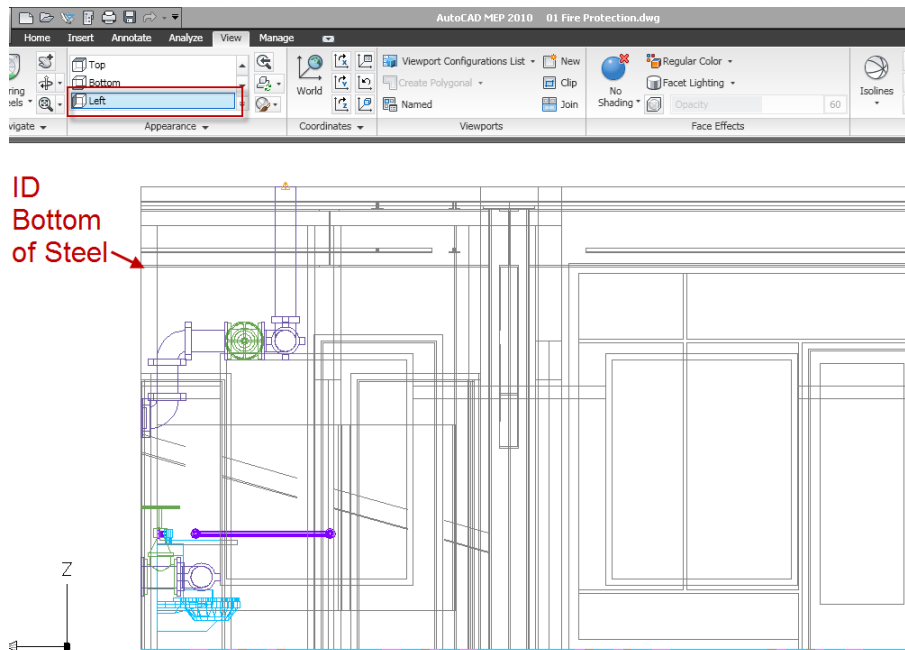 AutoCAD MEP 2010 01 Fire Protection.dwg
Home Insert Annotate Analyze View Manage
Top
Bottom
Left
World
Viewport Configurations List
Create Polygonal
Named
New
Clip
Join
No
Shading
Regular Color
Facet Lighting
Opacity 60
Isolines
Appearance
Coordinates
Viewports
Face Effects
ID
Bottom
of Steel
Z